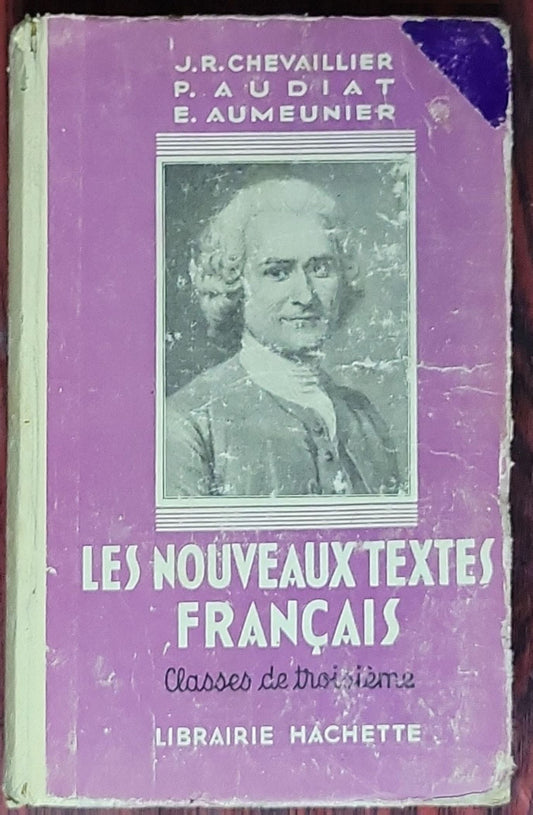 J.R. CHEVAILLIER
P. AUDIAT
E. AUMEUNIER
LES NOUVEAUX TEXTES
FRANÇAIS
Classes de troisième
LIBRAIRIE HACHETTE